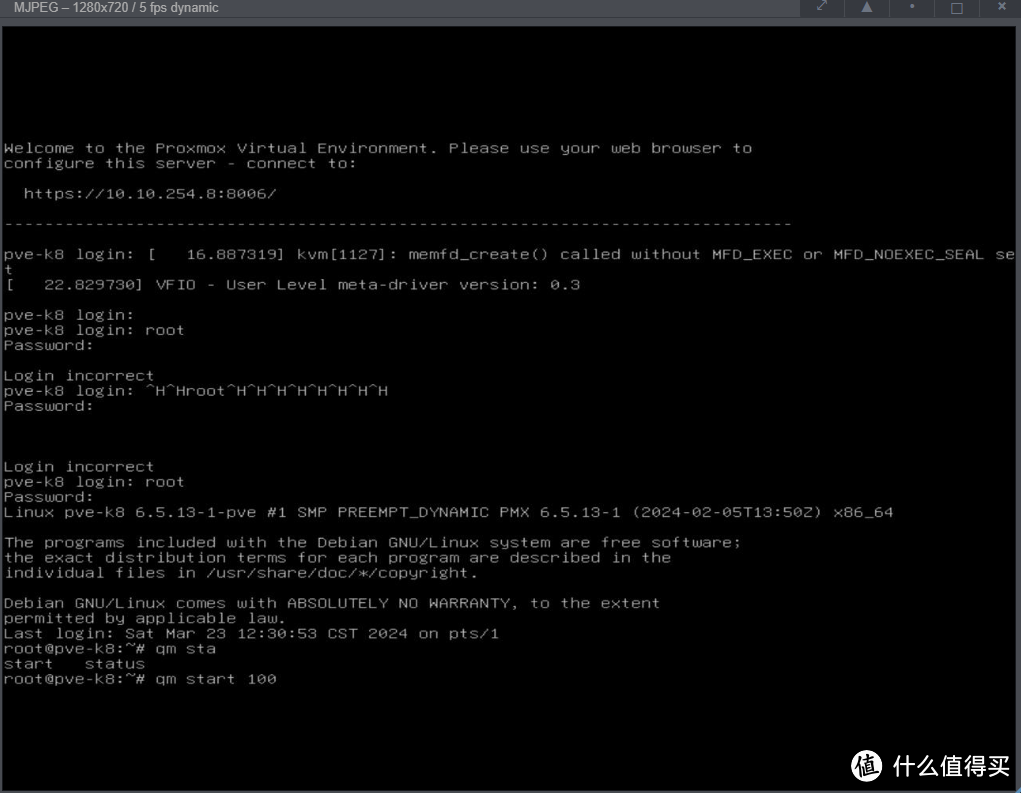 MJPEG – 1280x720 / 5 fps dynamic
Welcome to the Proxmox Virtual Environment. Please use your web browser to
configure this server - connect to:
https://10.10.254.8:8006/
-------------------------------------------------------------------------------
pve-k8 login: [   16.887319] kvm[1127]: memfd_create() called without MFD_EXEC or MFD_NOEXEC_SEAL se
t
[   22.829730] VFIO - User Level meta-driver version: 0.3
pve-k8 login:
pve-k8 login: root
Password:
Login incorrect
pve-k8 login: ^H^Hroot^H^H^H^H^H^H^H^H
Password:
Login incorrect
pve-k8 login: root
Password:
Linux pve-k8 6.5.13-1-pve #1 SMP PREEMPT_DYNAMIC PMX 6.5.13-1 (2024-02-05T13:50Z) x86_64
The programs included with the Debian GNU/Linux system are free software;
the exact distribution terms for each program are described in the
individual files in /usr/share/doc/*/copyright.
Debian GNU/Linux comes with ABSOLUTELY NO WARRANTY, to the extent
permitted by applicable law.
Last login: Sat Mar 23 12:30:53 CST 2024 on pts/1
root@pve-k8:~# qm sta
start   status
root@pve-k8:~# qm start 100
值 什么值得买